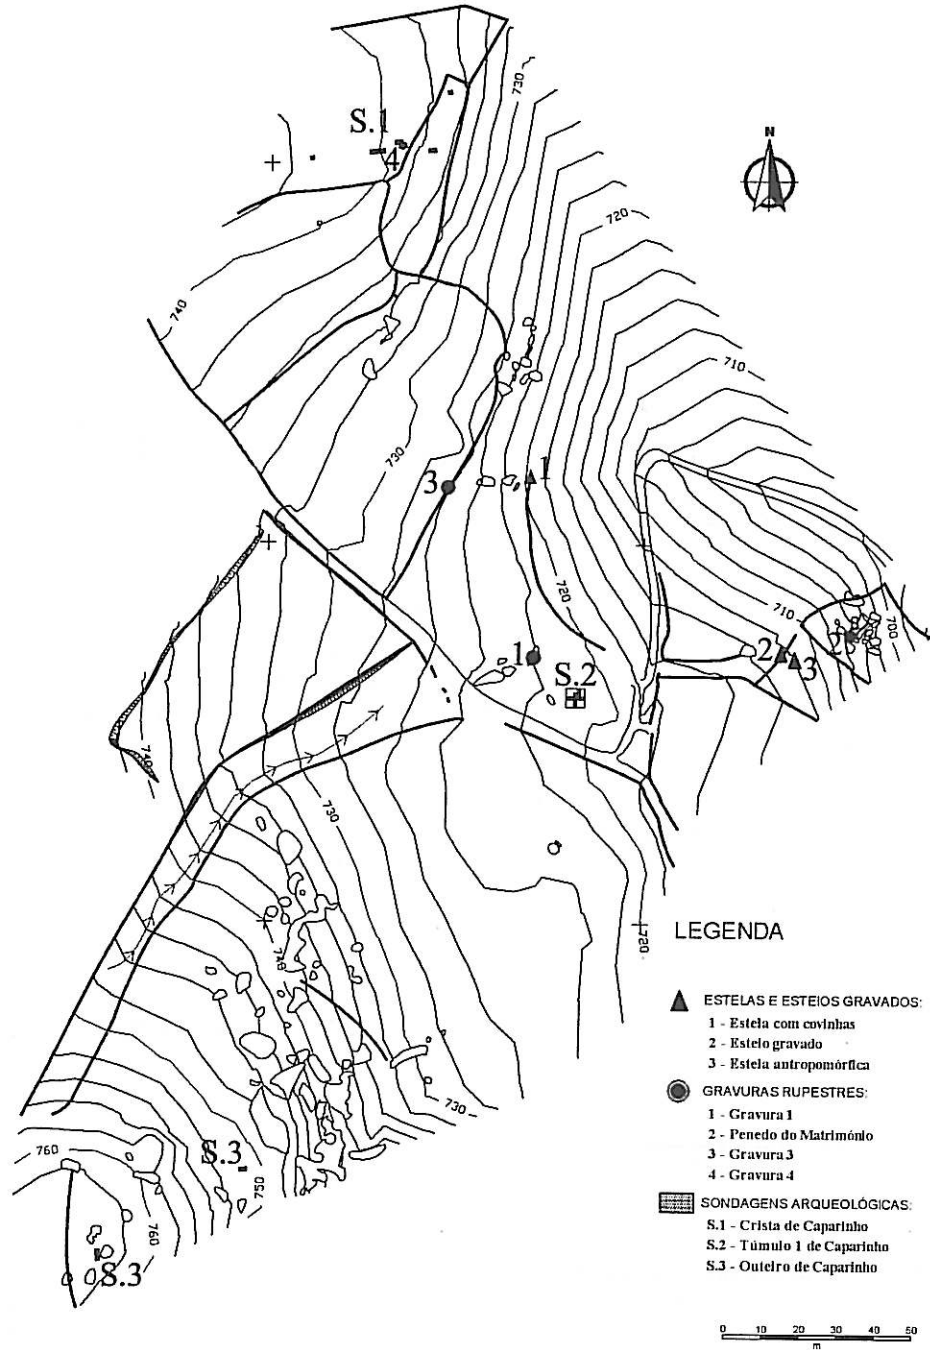 730
S.1
4
N
720
740
710
730
3
1
720
710
700
1
2
3
2
S.2
740
730
740
720
LEGENDA
ESTELAS E ESTEIOS GRAVADOS:
1 - Estela com covinhas
2 - Esteio gravado
3 - Estela antropomórfica
GRAVURAS RUPESTRES:
1 - Gravura 1
2 - Penedo do Matrimónio
3 - Gravura 3
4 - Gravura 4
730
760
S.3
750
SONDAGENS ARQUEOLÓGICAS:
S.1 - Crista de Caparinho
S.2 - Túmulo 1 de Caparinho
S.3 - Outeiro de Caparinho
760
S.3
0 10 20 30 40 50
m